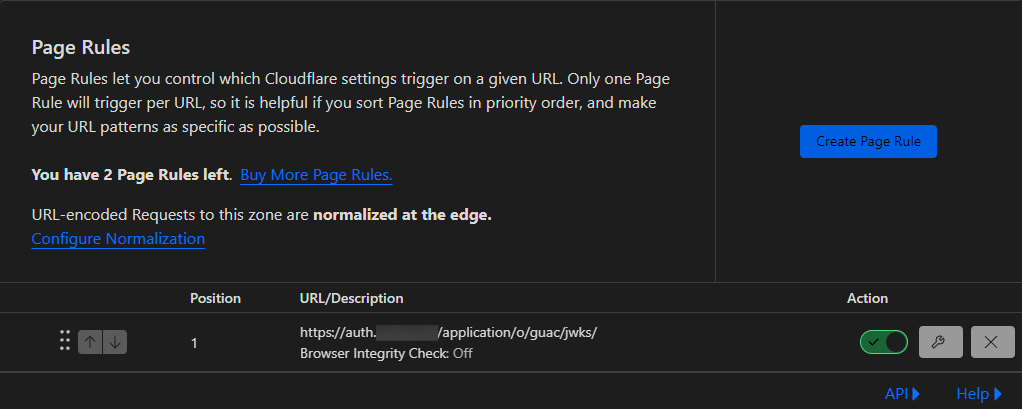 Page Rules
Page Rules let you control which Cloudflare settings trigger on a given URL. Only one Page
Rule will trigger per URL, so it is helpful if you sort Page Rules in priority order, and make
your URL patterns as specific as possible.
You have 2 Page Rules left. Buy More Page Rules.
URL-encoded Requests to this zone are normalized at the edge.
Configure Normalization
Create Page Rule
Position URL/Description Action
1 https://auth. /application/o/guac/jwks/
Browser Integrity Check: Off
API Help